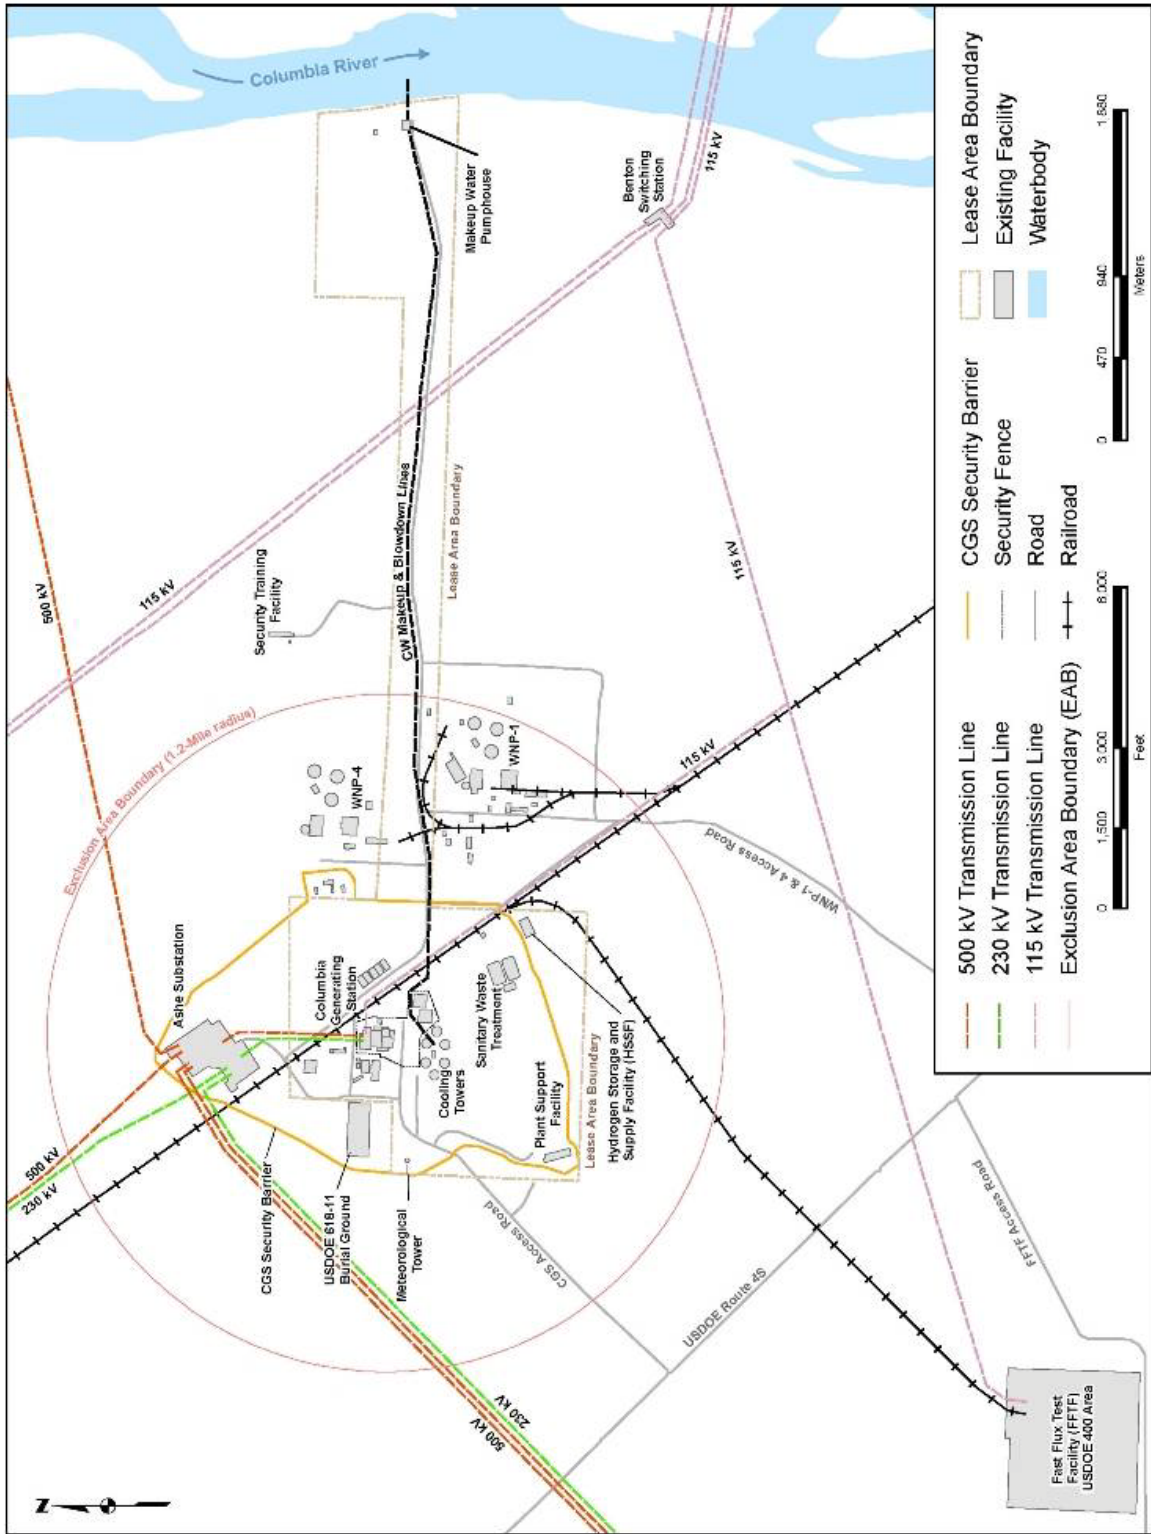 Columbia River
Makeup Water
Pumphouse
Benton
Switching
Station
115 kV
500 kV
115 kV
Security Training
Facility
CW Makeup & Blowdown Lines
Lease Area Boundary
115 kV
Exclusion Area Boundary (1.2-Mile radius)
WNP-4
WNP-1
115 kV
WNP-1 & 4 Access Road
Ashe Substation
Columbia
Generating
Station
Cooling
Towers
Sanitary Waste
Treatment
Hydrogen Storage and
Supply Facility (HSSF)
Plant Support
Facility
Lease Area Boundary
500 kV
230 kV
CGS Security Barrier
USDOE 618-11
Burial Ground
Meteorological
Tower
CGS Access Road
USDOE Route 4S
FFTF Access Road
500 kV
230 kV
Fast Flux Test
Facility (FFTF)
USDOE 400 Area
N
500 kV Transmission Line
230 kV Transmission Line
115 kV Transmission Line
Exclusion Area Boundary (EAB)
CGS Security Barrier
Security Fence
Road
Railroad
Lease Area Boundary
Existing Facility
Waterbody
0 1,500 3,000 6,000
Feet
0 470 940 1,880
Meters